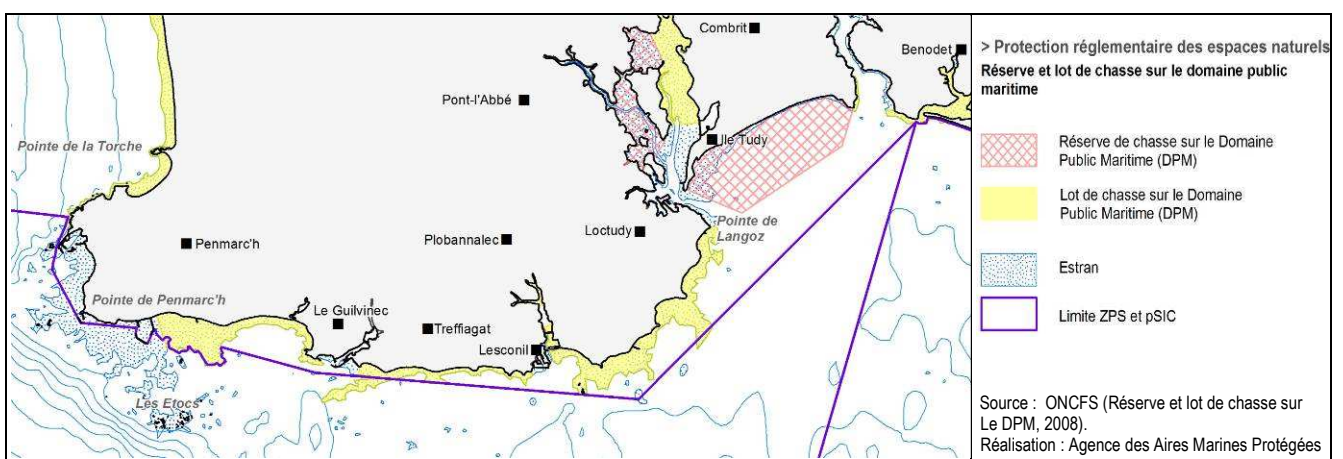 Combrit
Benodet
Pont-l'Abbé
Pointe de la Torche
Ile Tudy
Penmarc'h
Plobannalec
Loctudy
Pointe de
Langoz
Pointe de Penmarc'h
Le Guilvinec
Treffiagat
Lesconil
Les Etocs
> Protection réglementaire des espaces naturels
Réserve et lot de chasse sur le domaine public
maritime
Réserve de chasse sur le Domaine
Public Maritime (DPM)
Lot de chasse sur le Domaine
Public Maritime (DPM)
Estran
Limite ZPS et pSIC
Source : ONCFS (Réserve et lot de chasse sur
Le DPM, 2008).
Réalisation : Agence des Aires Marines Protégées